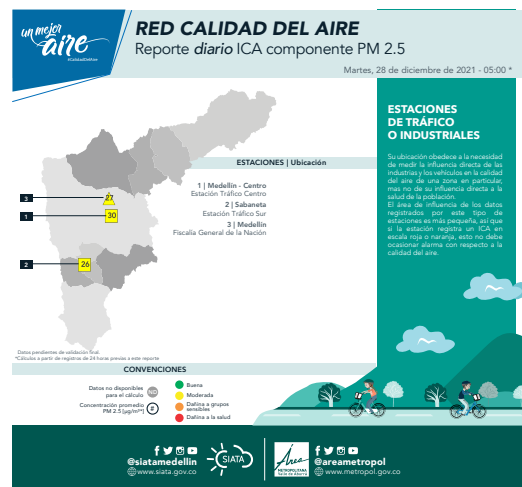 un mejor
aire
#CalidadDelAire
RED CALIDAD DEL AIRE
Reporte diario ICA componente PM 2.5
Martes, 28 de diciembre de 2021 - 05:00 *
ESTACIONES
DE TRÁFICO
O INDUSTRIALES
Su ubicación obedece a la necesidad
de medir la influencia directa de las
industrias y los vehículos en la calidad
del aire de una zona en particular,
mas no de su influencia directa a la
salud de la población.
El área de influencia de los datos
registrados por este tipo de
estaciones es más pequeña, así que
si la estación registra un ICA en
escala roja o naranja, esto no debe
ocasionar alarma con respecto a la
calidad del aire.
ESTACIONES | Ubicación
1 | Medellín - Centro
Estación Tráfico Centro
2 | Sabaneta
Estación Tráfico Sur
3 | Medellín
Fiscalía General de la Nación
3
27
1
30
2
26
Datos pendientes de validación final.
*Cálculos a partir de registros de 24 horas previas a este reporte
CONVENCIONES
Datos no disponibles
para el cálculo
Concentración promedio
PM 2.5 [µg/m³]
#
Buena
Moderada
Dañina a grupos
sensibles
Dañina a la salud
@siatamedellin
www.siata.gov.co
SIATA
Área
METROPOLITANA
Valle de Aburrá
@areametropol
www.metropol.gov.co